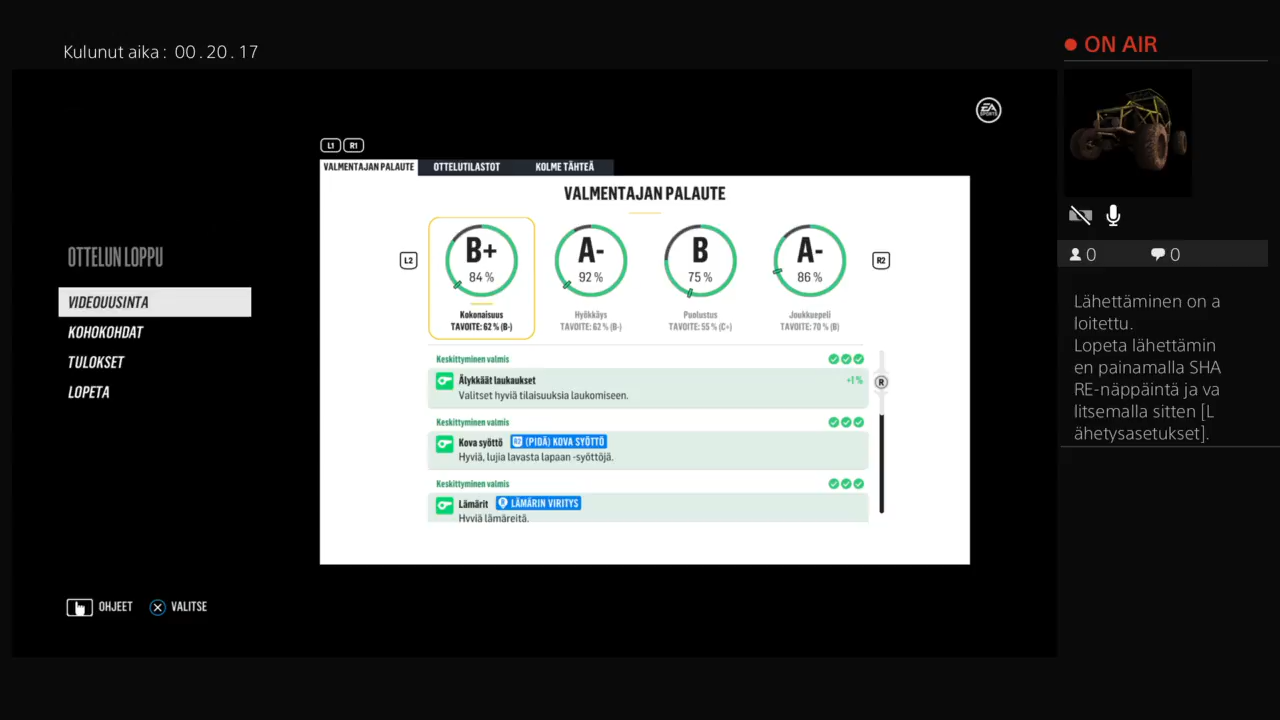 Kulunut aika: 00.20.17
ON AIR
EA
SPORTS
L1 R1
VALMENTAJAN PALAUTE OTTELUTILASTOT KOLME TÄHTEÄ
VALMENTAJAN PALAUTE
L2 B+ A- B A- R2
84 % 92 % 75 % 86 %
Kokonaisuus Hyökkäys Puolustus Joukkuepeli
TAVOITE: 62 % (B-) TAVOITE: 62 % (B-) TAVOITE: 55 % (C+) TAVOITE: 70 % (B)
Keskittyminen valmis
Älykkäät laukaukset +1 %
R
Valitset hyviä tilaisuuksia laukomiseen.
Keskittyminen valmis
Kova syöttö R2 (PIDÄ) KOVA SYÖTTÖ
Hyviä, lujia lavasta lapaan -syöttöjä.
Keskittyminen valmis
Lämärit R LÄMÄRIN VIRITYS
Hyviä lämäreitä.
OTTELUN LOPPU
VIDEOUUSINTA
KOHOKOHDAT
TULOKSET
LOPETA
OHJEET VALITSE
0 0
Lähettäminen on a
loitettu.
Lopeta lähettämin
en painamalla SHA
RE-näppäintä ja va
litsemalla sitten [L
ähetysasetukset].